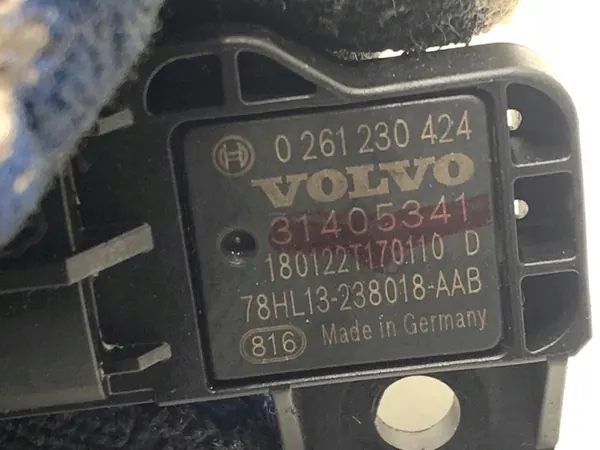 0 261 230 424
VOLVO
31405341
180122T170110 D
78HL13-238018-AAB
816 Made in Germany